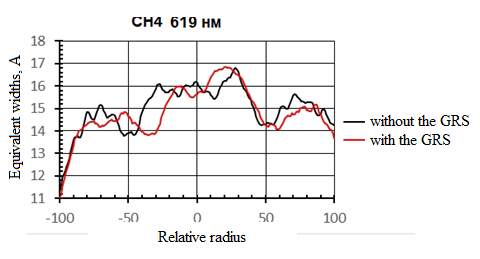 CH4 619 нм
Equivalent widths, A
18
17
16
15
14
13
12
11
-100
-50
0
50
100
Relative radius
without the GRS
with the GRS